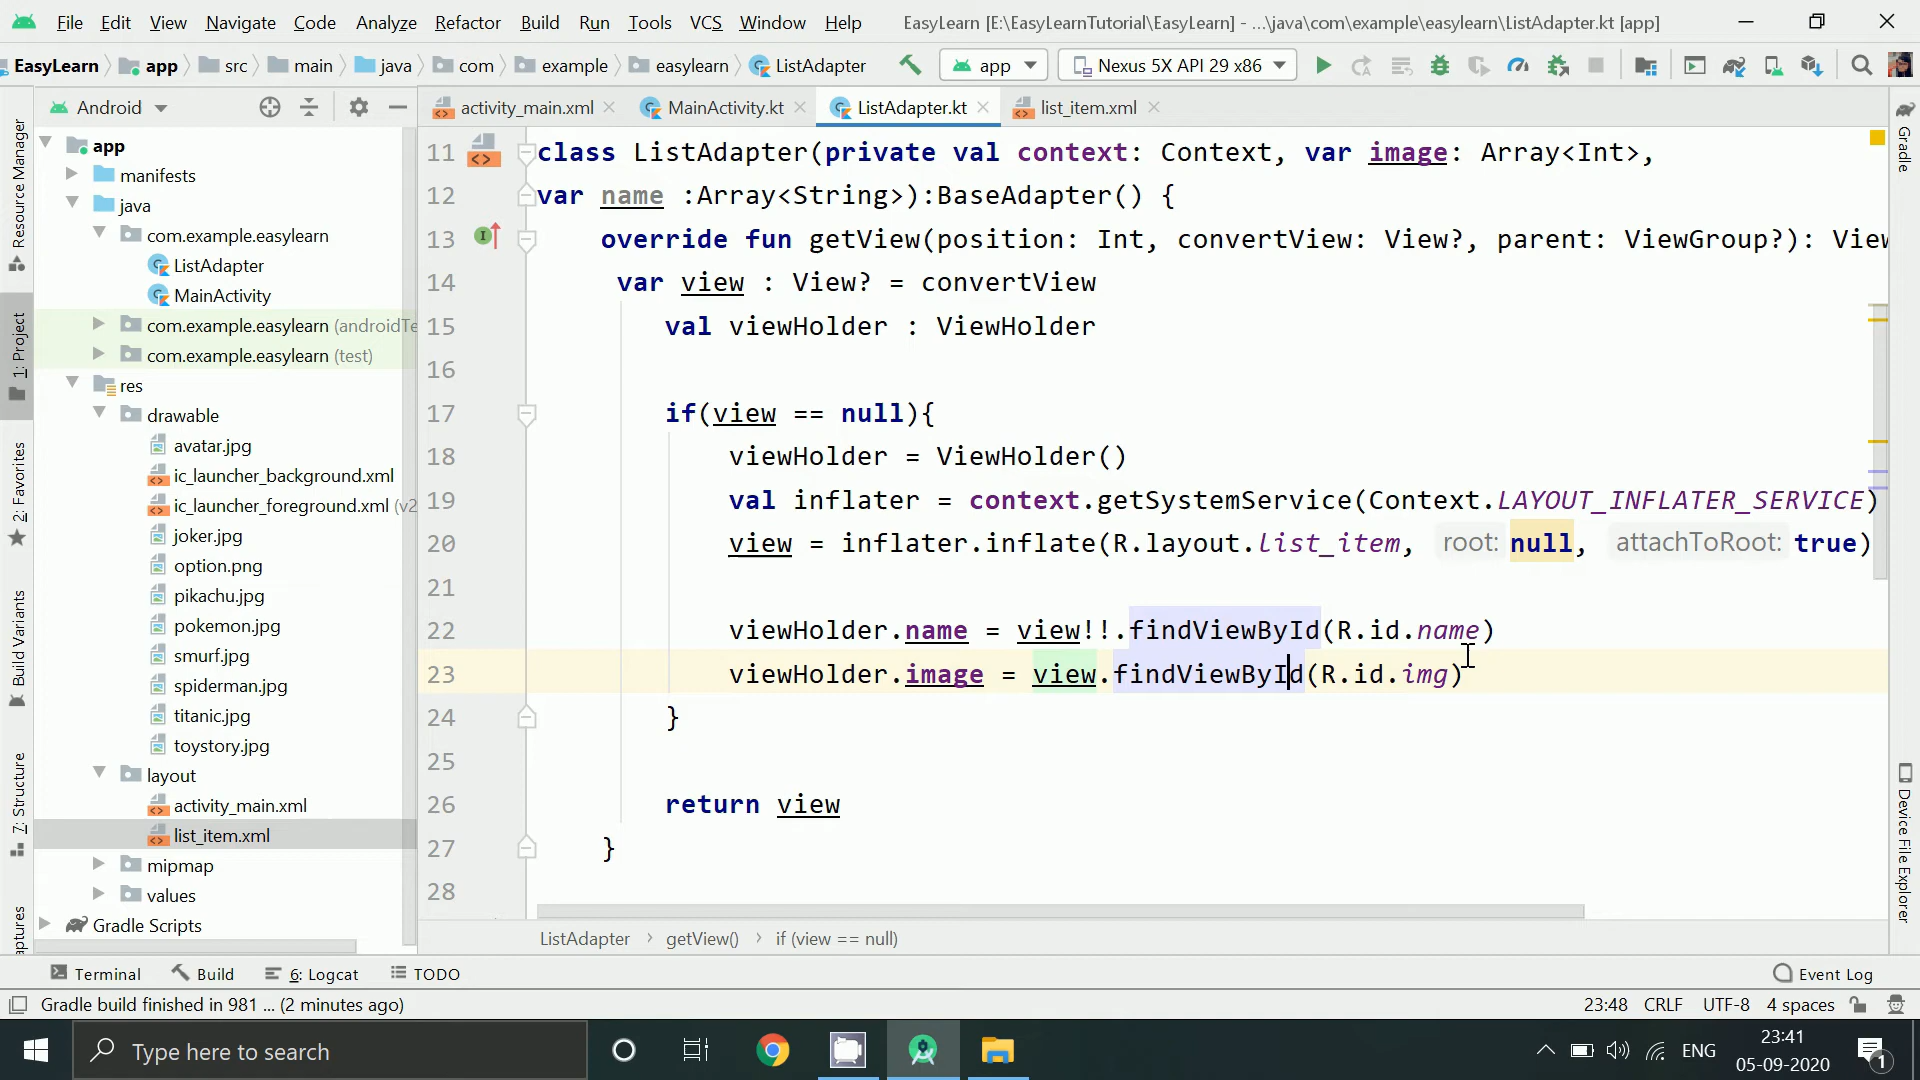 File Edit View Navigate Code Analyze Refactor Build Run Tools VCS Window Help EasyLearn [E:\EasyLearnTutorial\EasyLearn] - ...\java\com\example\easylearn\ListAdapter.kt [app]
EasyLearn app src main java com example easylearn ListAdapter app Nexus 5X API 29 x86
Android
activity_main.xml MainActivity.kt ListAdapter.kt list_item.xml
Resource Manager
1: Project
2: Favorites
Build Variants
7: Structure
app
manifests
java
com.example.easylearn
ListAdapter
MainActivity
com.example.easylearn (androidTe
com.example.easylearn (test)
res
drawable
avatar.jpg
ic_launcher_background.xml
ic_launcher_foreground.xml (v2
joker.jpg
option.png
pikachu.jpg
pokemon.jpg
smurf.jpg
spiderman.jpg
titanic.jpg
toystory.jpg
layout
activity_main.xml
list_item.xml
mipmap
values
Gradle Scripts
11 class ListAdapter(private val context: Context, var image: Array<Int>,
12 var name :Array<String>):BaseAdapter() {
13 override fun getView(position: Int, convertView: View?, parent: ViewGroup?): View
14 var view : View? = convertView
15 val viewHolder : ViewHolder
16
17 if(view == null){
18 viewHolder = ViewHolder()
19 val inflater = context.getSystemService(Context.LAYOUT_INFLATER_SERVICE)
20 view = inflater.inflate(R.layout.list_item, root: null, attachToRoot: true)
21
22 viewHolder.name = view!!.findViewById(R.id.name)
23 viewHolder.image = view.findViewById(R.id.img)
24 }
25
26 return view
27 }
28
ListAdapter › getView() › if (view == null)
Gradle
Device File Explorer
Terminal Build 6: Logcat TODO Event Log
Gradle build finished in 981 ... (2 minutes ago) 23:48 CRLF UTF-8 4 spaces
Type here to search
ENG
23:41
05-09-2020
1